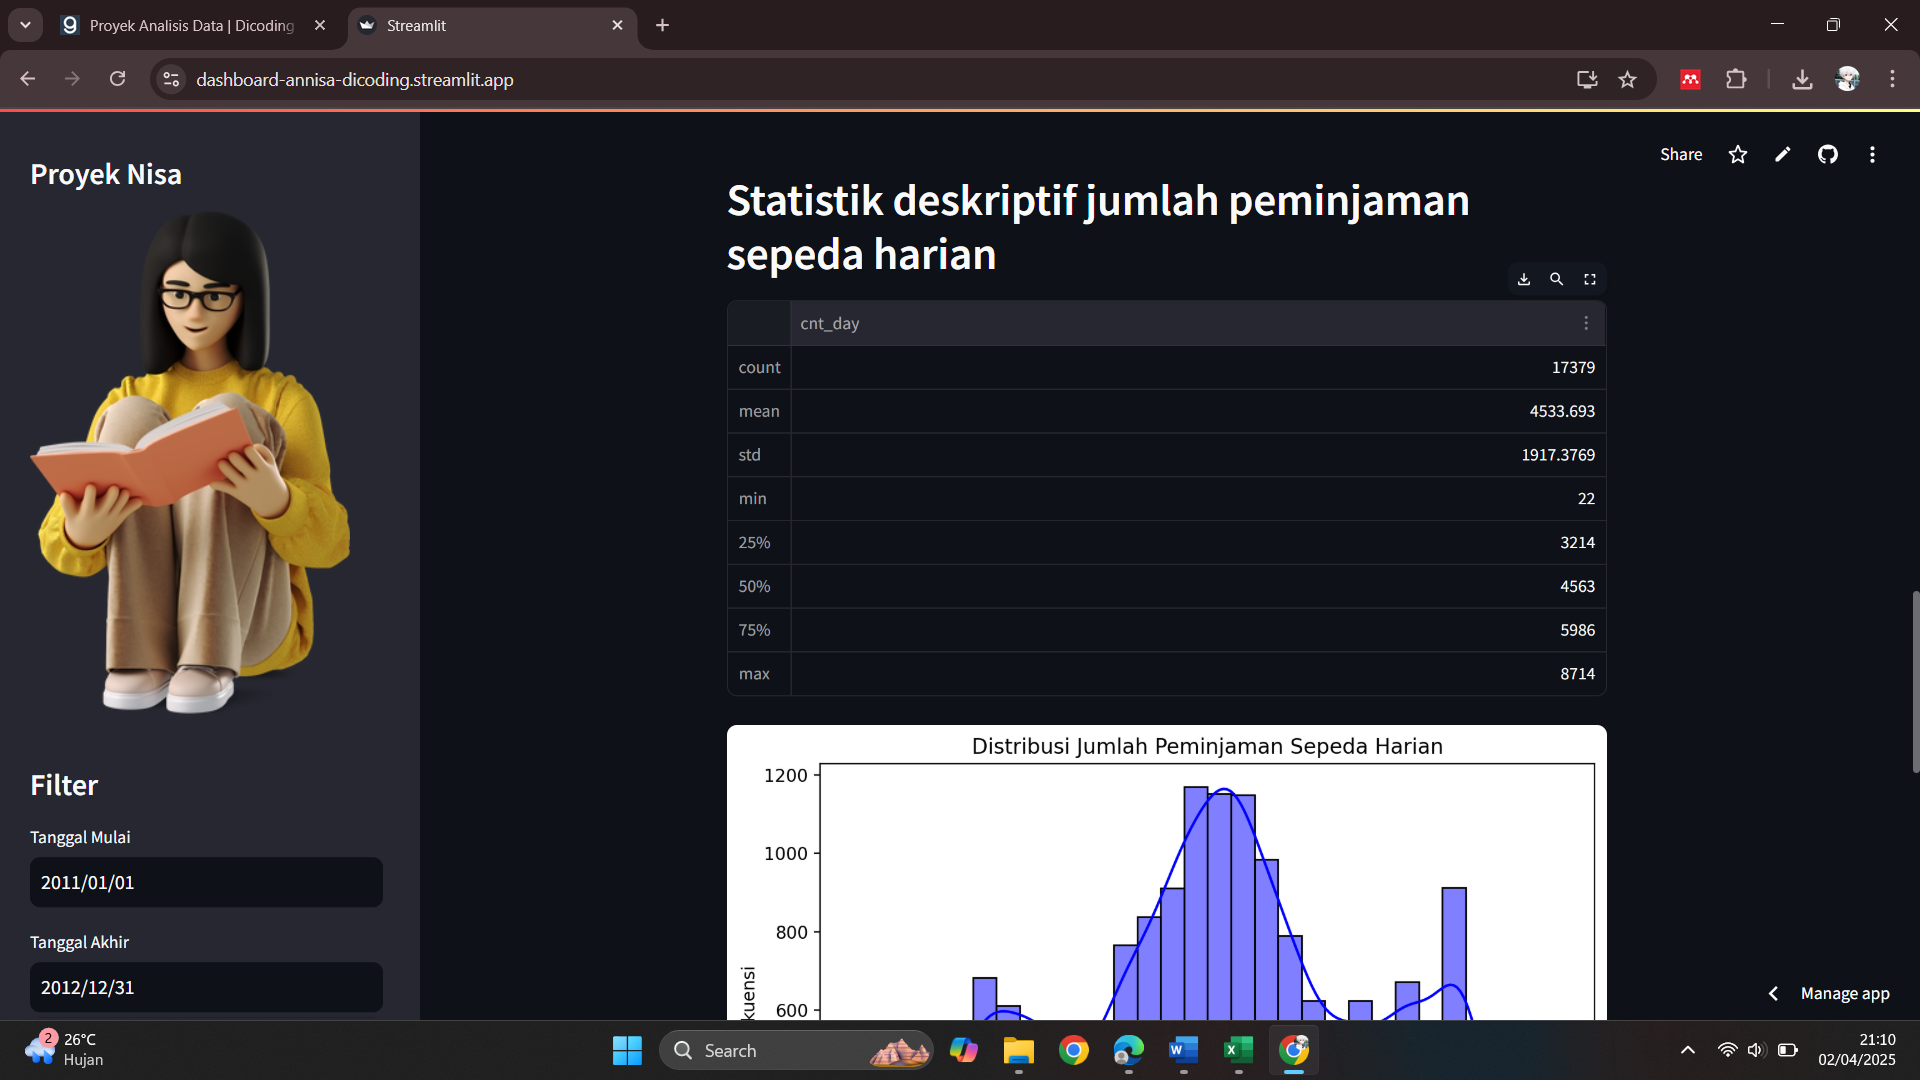 Proyek Analisis Data | Dicoding
Streamlit
dashboard-annisa-dicoding.streamlit.app
Share
Proyek Nisa
Filter
Tanggal Mulai
2011/01/01
Tanggal Akhir
2012/12/31
Statistik deskriptif jumlah peminjaman
sepeda harian
cnt_day
count 17379
mean 4533.693
std 1917.3769
min 22
25% 3214
50% 4563
75% 5986
max 8714
Distribusi Jumlah Peminjaman Sepeda Harian
1200
1000
800
600
kuensi
Manage app
2
26°C
Hujan
Search
21:10
02/04/2025